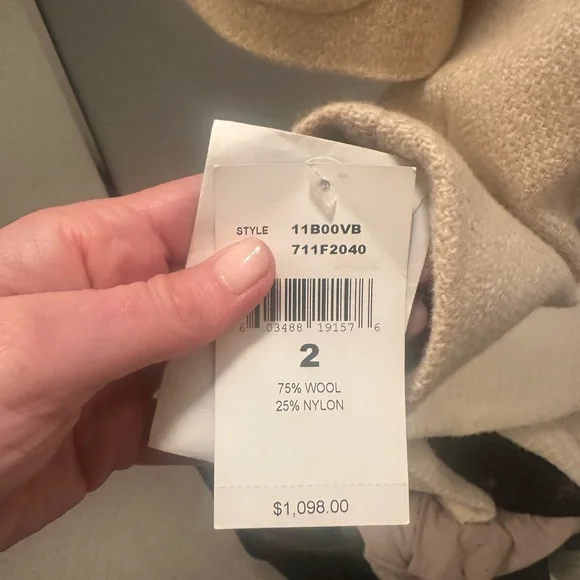 STYLE 11B00VB
711F2040
6 03488 19157 6
2
75% WOOL
25% NYLON
$1,098.00